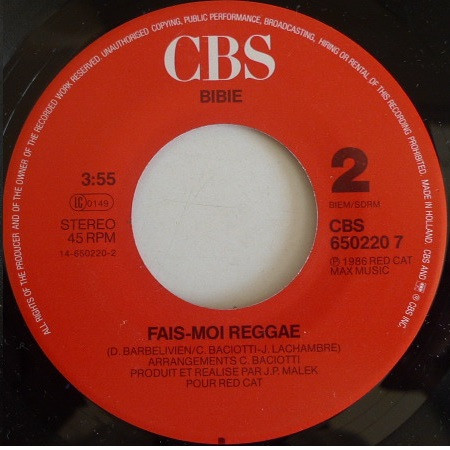 ALL RIGHTS OF THE PRODUCER AND OF THE OWNER OF THE RECORDED WORK RESERVED. UNAUTHORISED COPYING, PUBLIC PERFORMANCE, BROADCASTING, HIRING OR RENTAL OF THIS RECORDING PROHIBITED. MADE IN HOLLAND. CBS AND ® CBS INC.
CBS
BIBIE
3:55
2
LC 0149
BIEM/SDRM
STEREO
45 RPM
CBS
650220 7
14-650220-2
℗ 1986 RED CAT
MAX MUSIC
FAIS-MOI REGGAE
(D. BARBELIVIEN/C. BACIOTTI-J. LACHAMBRE)
ARRANGEMENTS C. BACIOTTI
PRODUIT ET REALISE PAR J.P. MALEK
POUR RED CAT